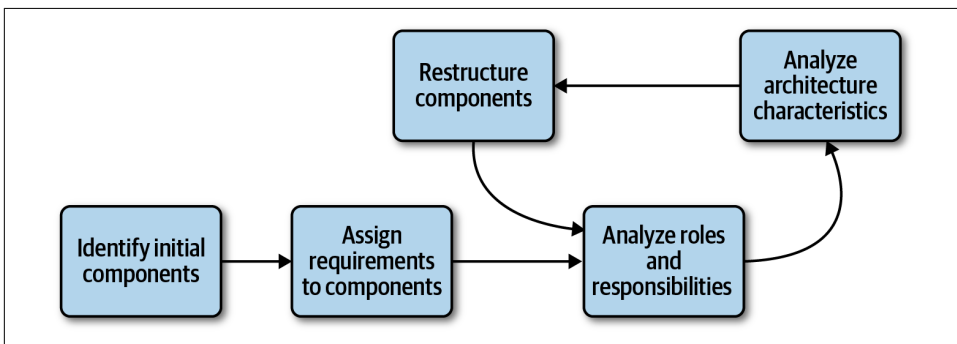 Restructure
components
Analyze
architecture
characteristics
Identify initial
components
Assign
requirements
to components
Analyze roles
and
responsibilities